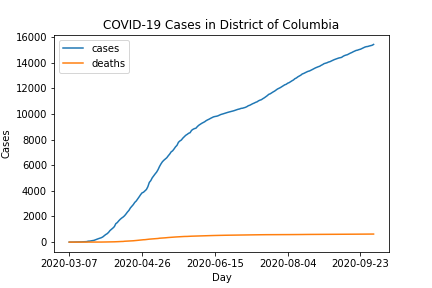 COVID-19 Cases in District of Columbia
cases
deaths
16000
14000
12000
10000
8000
6000
4000
2000
0
Cases
2020-03-07 2020-04-26 2020-06-15 2020-08-04 2020-09-23
Day